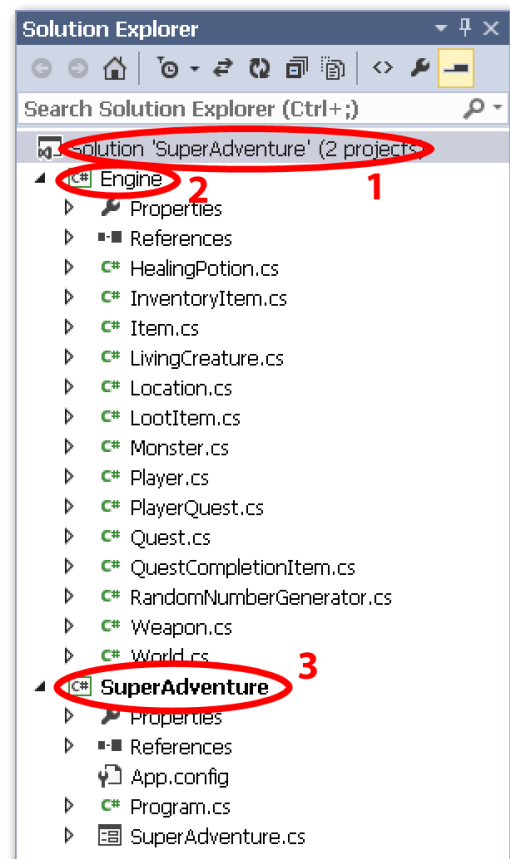 Solution Explorer
Search Solution Explorer (Ctrl+;)
Solution 'SuperAdventure' (2 projects)
1
Engine
2
Properties
References
HealingPotion.cs
InventoryItem.cs
Item.cs
LivingCreature.cs
Location.cs
LootItem.cs
Monster.cs
Player.cs
PlayerQuest.cs
Quest.cs
QuestCompletionItem.cs
RandomNumberGenerator.cs
Weapon.cs
World.cs
3
SuperAdventure
Properties
References
App.config
Program.cs
SuperAdventure.cs